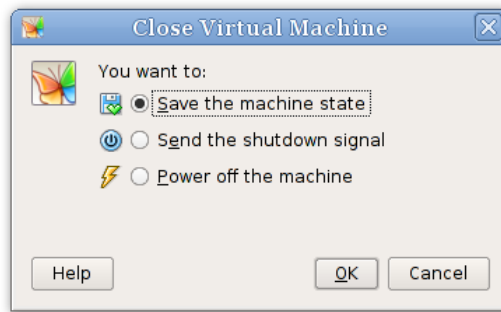 Close Virtual Machine
You want to:
Save the machine state
Send the shutdown signal
Power off the machine
Help
OK
Cancel